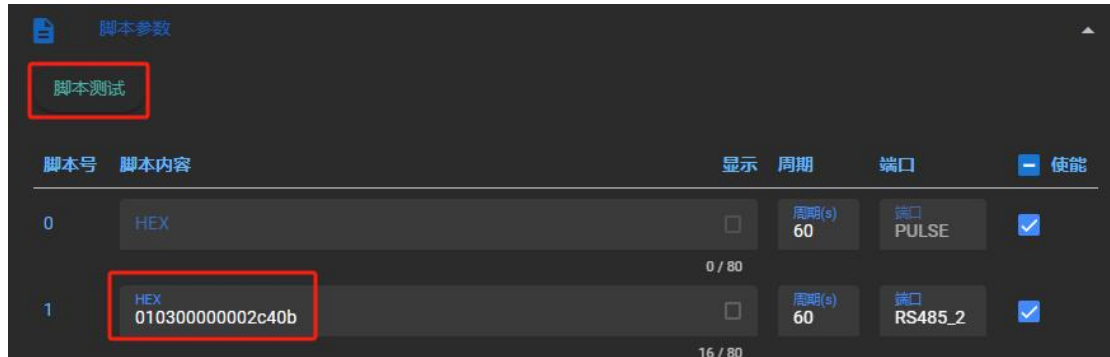 脚本参数
脚本测试
脚本号 脚本内容 显示 周期 端口 使能
0 HEX 周期(s) 60 端口 PULSE
0 / 80
1 HEX 010300000002c40b 周期(s) 60 端口 RS485_2
16 / 80